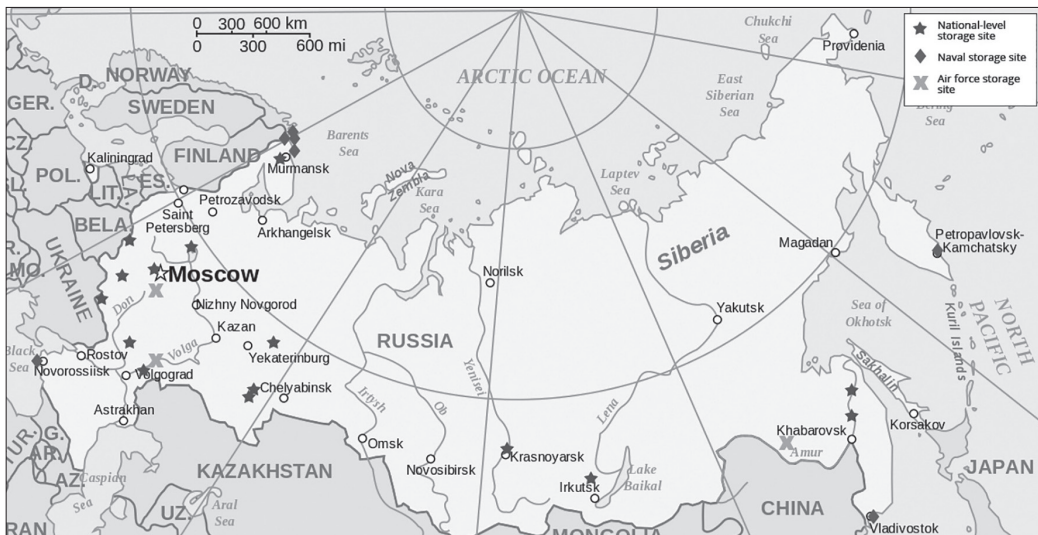 0 300 600 km
0 300 600 mi
National-level
storage site
Naval storage site
Air force storage
site
Chukchi
Sea
Providenia
ARCTIC OCEAN
East
Siberian
Sea
Bering
Sea
D.
NORWAY
SWEDEN
GER.
FINLAND
Barents
Sea
Murmansk
CZ.
Kaliningrad
POL.
LIT.
LA.
ES.
Nova
Zembla
Kara
Sea
Laptev
Sea
Petrozavodsk
Saint
Petersberg
Arkhangelsk
BELA.
Siberia
Magadan
Petropavlovsk-
Kamchatsky
R.
MO.
UKRAINE
Moscow
Norilsk
Don
Nizhny Novgorod
Yakutsk
Sea of
Okhotsk
Kuril Islands
NORTH
PACIFIC
Kazan
RUSSIA
Black
Sea
Rostov
Volga
Yekaterinburg
Novorossiisk
Volgograd
Yenisei
Sakhalin
Chelyabinsk
Irtysh
Ob
Lena
Astrakhan
Korsakov
Khabarovsk
Amur
TUR.
G.
AR.
Omsk
Krasnoyarsk
Novosibirsk
KAZAKHSTAN
Lake
Baikal
Irkutsk
JAPAN
AZ.
Caspian
Sea
UZ.
Aral
Sea
CHINA
RAN
MONGOLIA
Vladivostok